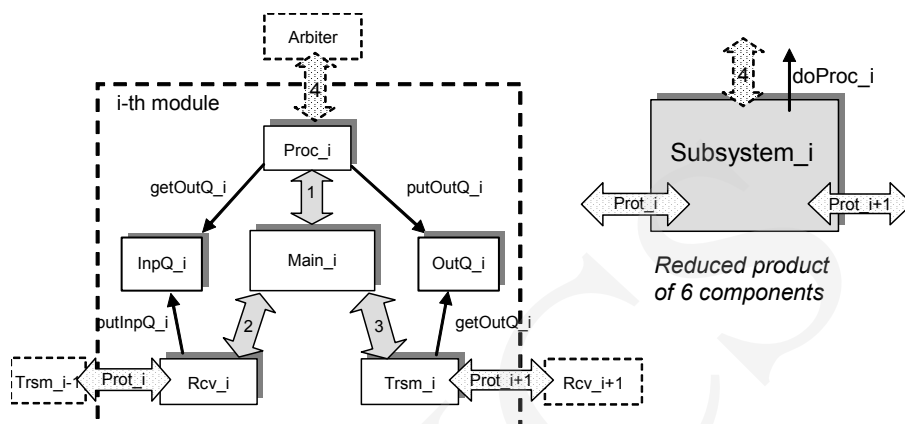 Arbiter
4
i-th module
Proc_i
getOutQ_i
putOutQ_i
1
InpQ_i
Main_i
OutQ_i
putInpQ_i
2
3
getOutQ_i
Trsm_i-1
Prot_i
Rcv_i
Trsm_i
Prot_i+1
Rcv_i+1
4
doProc_i
Subsystem_i
Prot_i
Prot_i+1
Reduced product
of 6 components